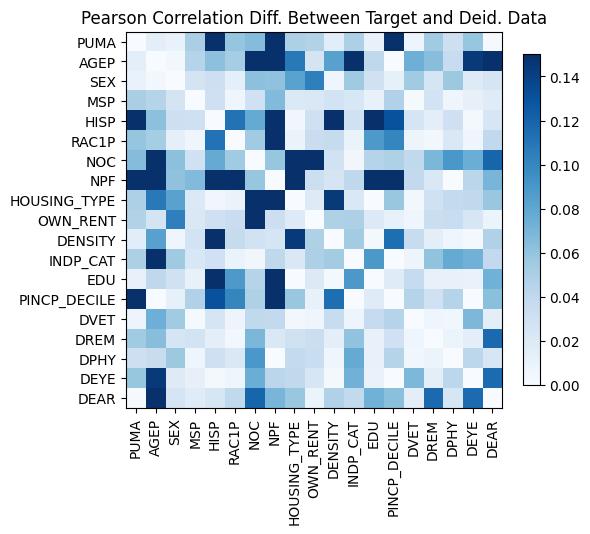 Pearson Correlation Diff. Between Target and Deid. Data
PUMA
AGEP
SEX
MSP
HISP
RAC1P
NOC
NPF
HOUSING_TYPE
OWN_RENT
DENSITY
INDP_CAT
EDU
PINCP_DECILE
DVET
DREM
DPHY
DEYE
DEAR
PUMA
AGEP
SEX
MSP
HISP
RAC1P
NOC
NPF
HOUSING_TYPE
OWN_RENT
DENSITY
INDP_CAT
EDU
PINCP_DECILE
DVET
DREM
DPHY
DEYE
DEAR
0.14
0.12
0.10
0.08
0.06
0.04
0.02
0.00